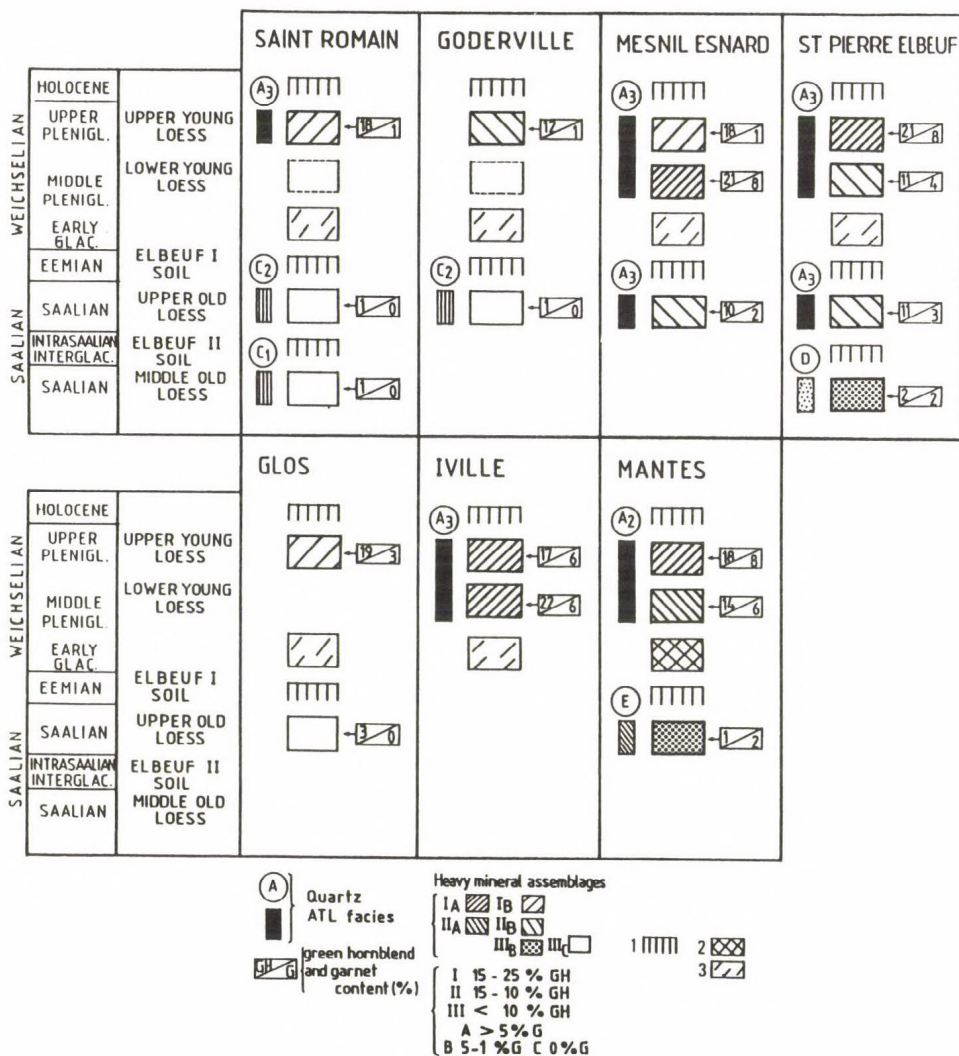 SAINT ROMAIN GODERVILLE MESNIL ESNARD ST PIERRE ELBEUF
WEICHSELIAN
SAALIAN
HOLOCENE A3 A3 A3
UPPER PLENIGL. UPPER YOUNG LOESS 18/1 12/1 18/1 21/8
MIDDLE PLENIGL. LOWER YOUNG LOESS 21/8 11/4
EARLY GLAC.
EEMIAN ELBEUF I SOIL C2 C2 A3 A3
SAALIAN UPPER OLD LOESS 1/0 1/0 10/2 11/3
INTRASAALIAN INTERGLAC. ELBEUF II SOIL C1 D
SAALIAN MIDDLE OLD LOESS 1/0 2/2
GLOS IVILLE MANTES
WEICHSELIAN
SAALIAN
HOLOCENE A3 A2
UPPER PLENIGL. UPPER YOUNG LOESS 19/3 17/6 18/8
MIDDLE PLENIGL. LOWER YOUNG LOESS 22/6 14/6
EARLY GLAC.
EEMIAN ELBEUF I SOIL E
SAALIAN UPPER OLD LOESS 3/0 1/2
INTRASAALIAN INTERGLAC. ELBEUF II SOIL
SAALIAN MIDDLE OLD LOESS
A Quartz
ATL facies
GH/G green hornblend
and garnet
content (%)
Heavy mineral assemblages
IA IB
IIA IIB
IIIB IIIC
I 15 - 25 % GH
II 15 - 10 % GH
III < 10 % GH
A > 5 % G
B 5-1 % G C 0 % G
1 2
3